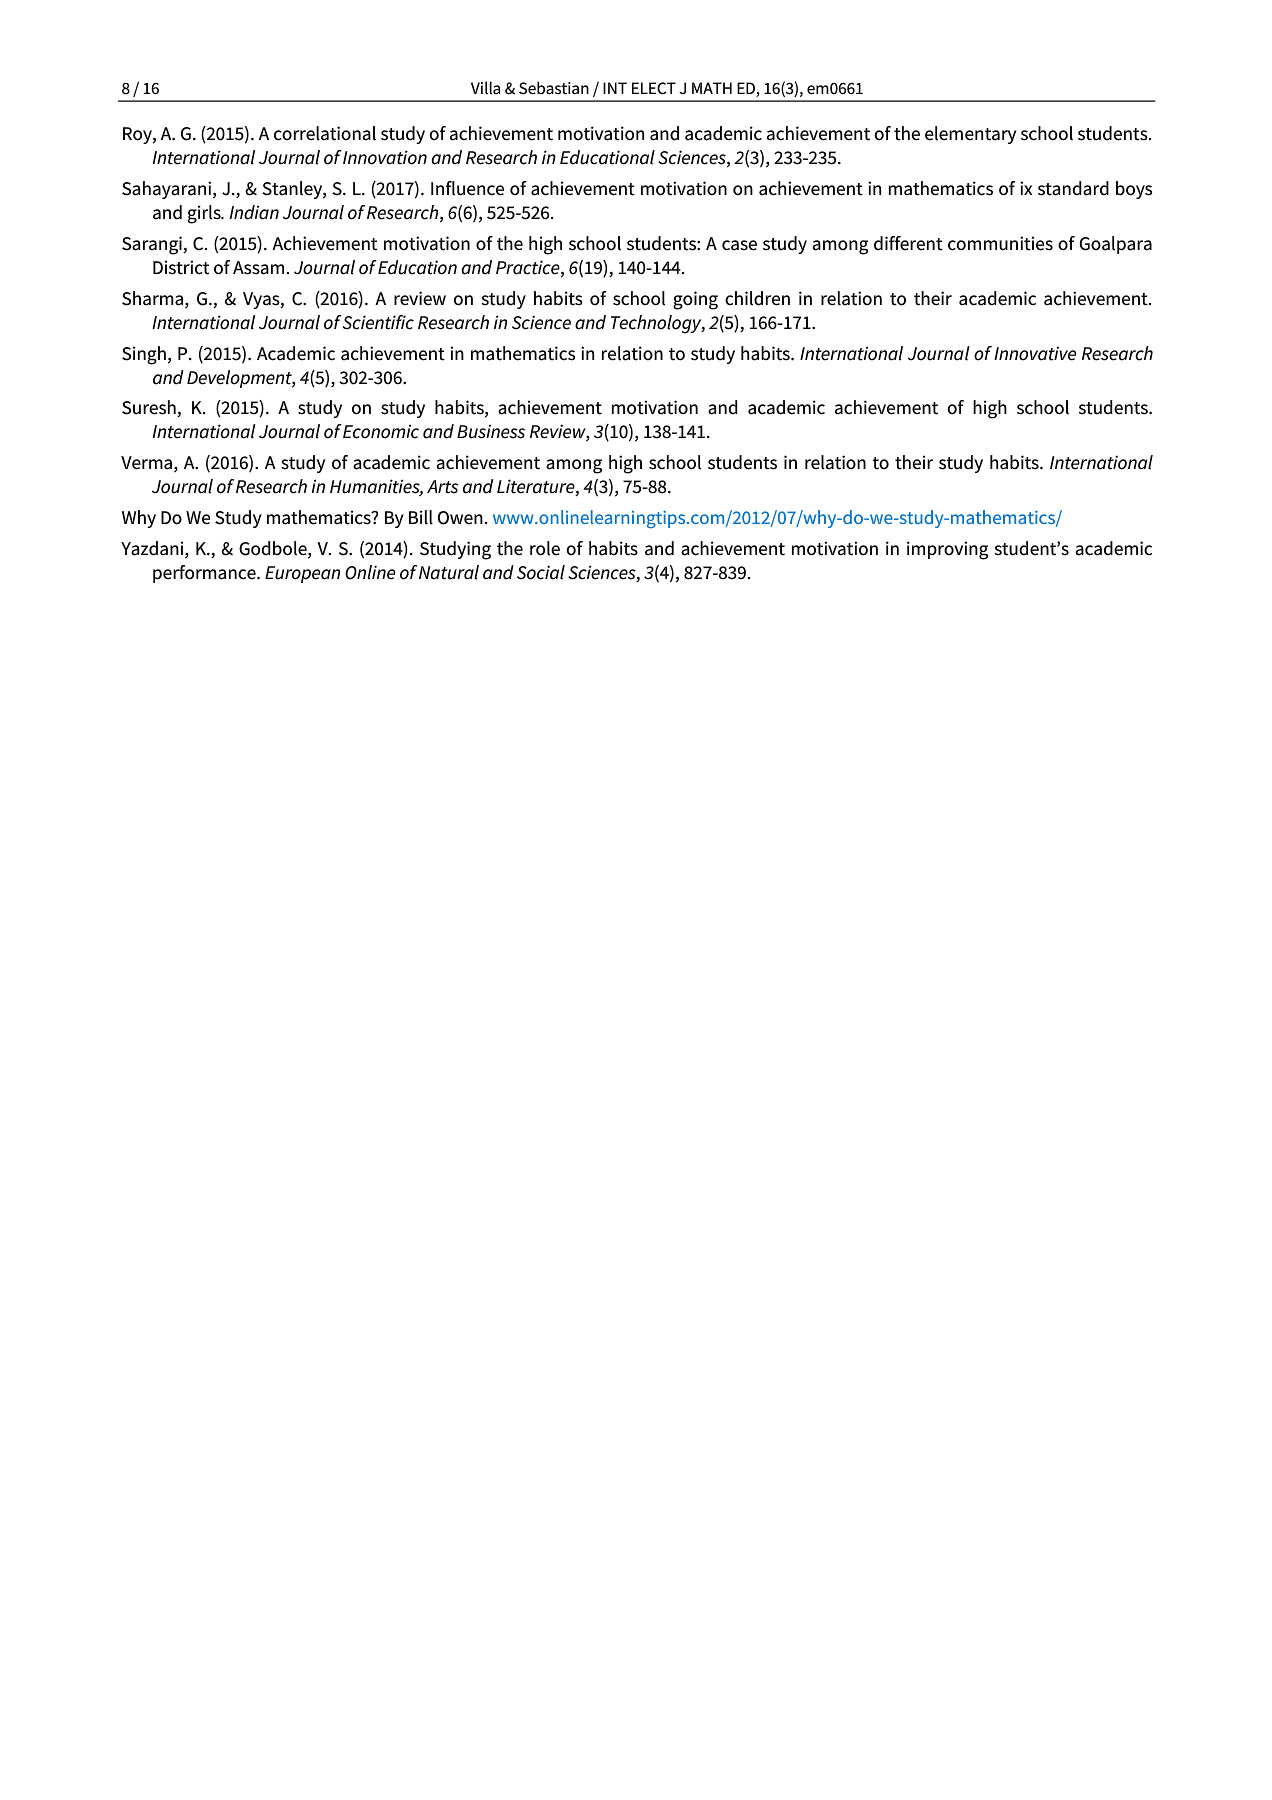 8 / 16 Villa & Sebastian / INT ELECT J MATH ED, 16(3), em0661
Roy, A. G. (2015). A correlational study of achievement motivation and academic achievement of the elementary school students.
International Journal of Innovation and Research in Educational Sciences, 2(3), 233-235.
Sahayarani, J., & Stanley, S. L. (2017). Influence of achievement motivation on achievement in mathematics of ix standard boys
and girls. Indian Journal of Research, 6(6), 525-526.
Sarangi, C. (2015). Achievement motivation of the high school students: A case study among different communities of Goalpara
District of Assam. Journal of Education and Practice, 6(19), 140-144.
Sharma, G., & Vyas, C. (2016). A review on study habits of school going children in relation to their academic achievement.
International Journal of Scientific Research in Science and Technology, 2(5), 166-171.
Singh, P. (2015). Academic achievement in mathematics in relation to study habits. International Journal of Innovative Research
and Development, 4(5), 302-306.
Suresh, K. (2015). A study on study habits, achievement motivation and academic achievement of high school students.
International Journal of Economic and Business Review, 3(10), 138-141.
Verma, A. (2016). A study of academic achievement among high school students in relation to their study habits. International
Journal of Research in Humanities, Arts and Literature, 4(3), 75-88.
Why Do We Study mathematics? By Bill Owen. www.onlinelearningtips.com/2012/07/why-do-we-study-mathematics/
Yazdani, K., & Godbole, V. S. (2014). Studying the role of habits and achievement motivation in improving student’s academic
performance. European Online of Natural and Social Sciences, 3(4), 827-839.